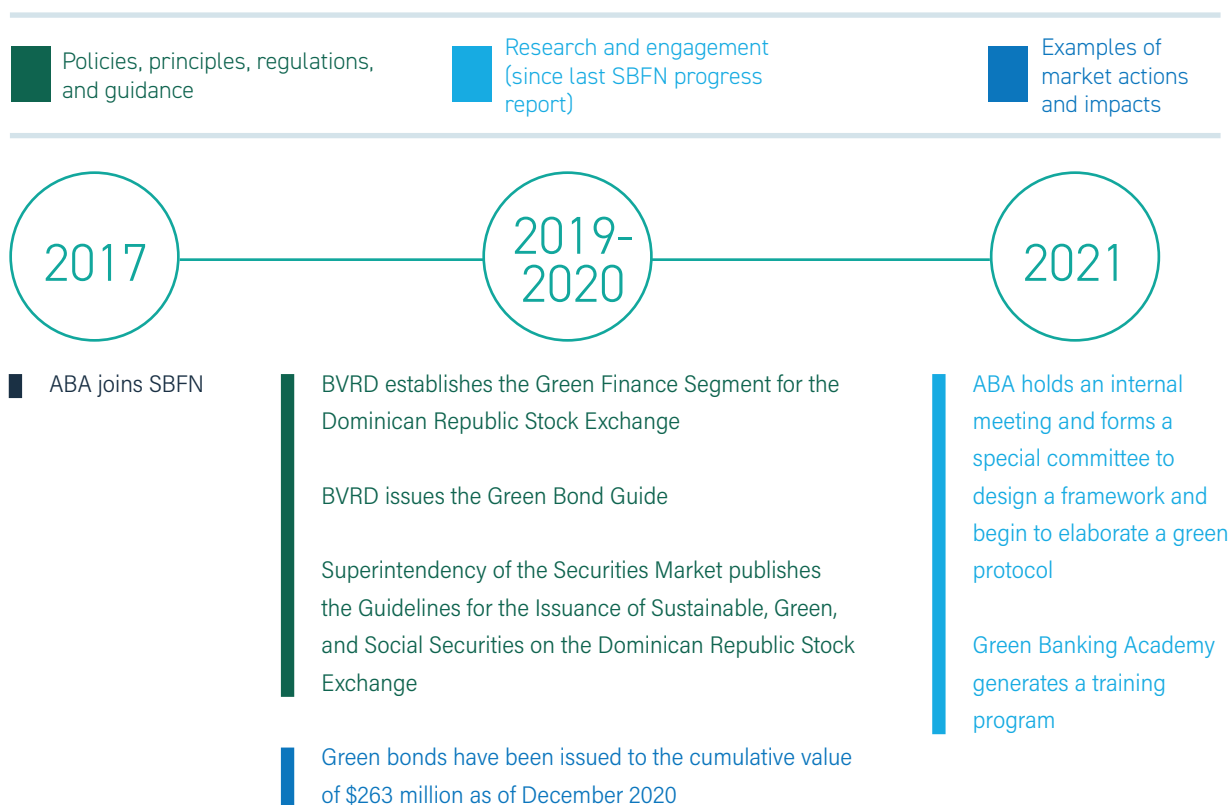 Policies, principles, regulations,
and guidance
Research and engagement
(since last SBFN progress
report)
Examples of
market actions
and impacts
2017
2019-
2020
2021
ABA joins SBFN
BVRD establishes the Green Finance Segment for the
Dominican Republic Stock Exchange
BVRD issues the Green Bond Guide
Superintendency of the Securities Market publishes
the Guidelines for the Issuance of Sustainable, Green,
and Social Securities on the Dominican Republic Stock
Exchange
Green bonds have been issued to the cumulative value
of $263 million as of December 2020
ABA holds an internal
meeting and forms a
special committee to
design a framework and
begin to elaborate a green
protocol
Green Banking Academy
generates a training
program